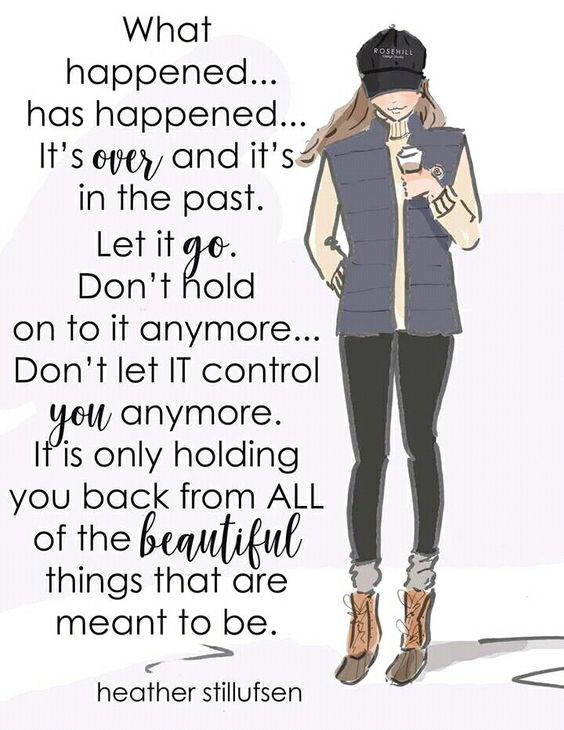 What
happened...
has happened...
It's over and it's
in the past.
Let it go.
Don't hold
on to it anymore...
Don't let IT control
you anymore.
It is only holding
you back from ALL
of the beautiful
things that are
meant to be.
heather stillufsen
ROSEHILL
Design Studio